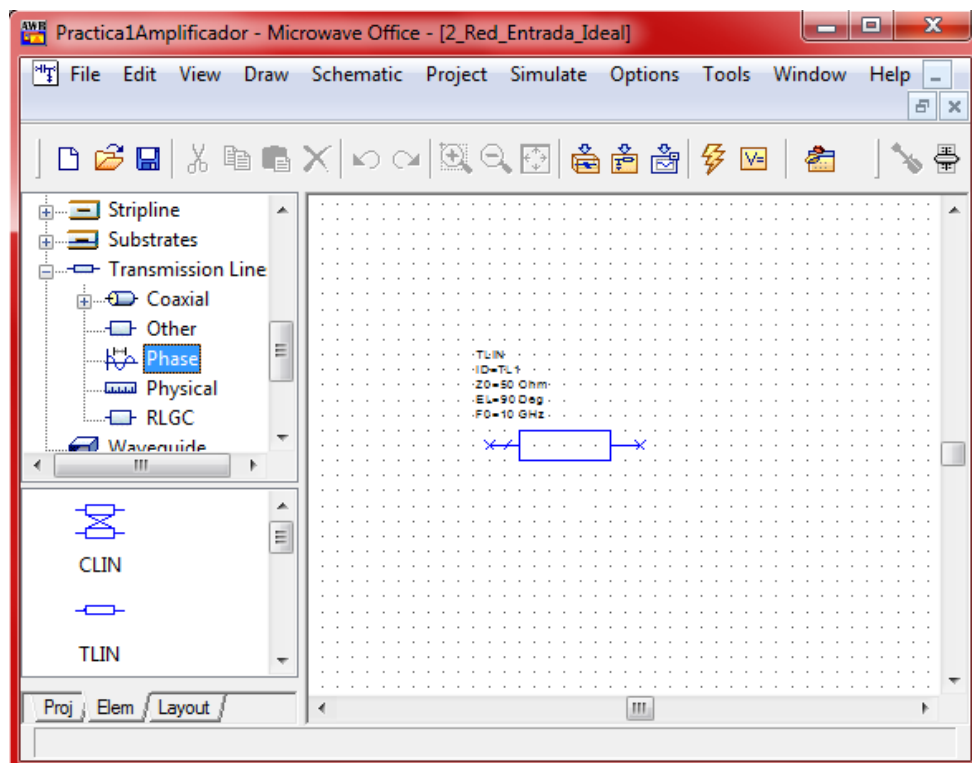 AWR Practica1Amplificador - Microwave Office - [2_Red_Entrada_Ideal]
File Edit View Draw Schematic Project Simulate Options Tools Window Help
V=
Stripline
Substrates
Transmission Line
Coaxial
Other
Phase
Physical
RLGC
Waveguide
CLIN
TLIN
Proj Elem Layout
TLIN
ID=TL1
Z0=50 Ohm
EL=90 Deg
F0=10 GHz